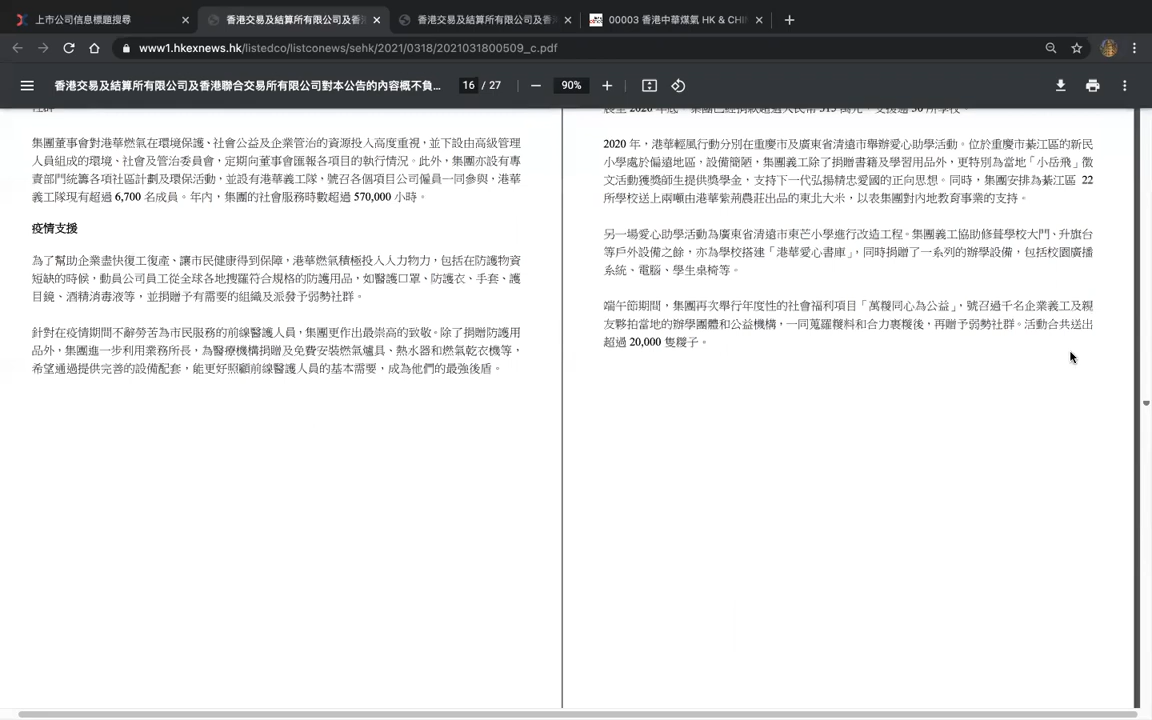 上市公司信息標題搜尋
香港交易及結算所有限公司及香
香港交易及結算所有限公司及香
00003 香港中華煤氣 HK & CHIN
www1.hkexnews.hk/listedco/listconews/sehk/2021/0318/2021031800509_c.pdf
香港交易及結算所有限公司及香港聯合交易所有限公司對本公告的內容概不負...
16 / 27
90%
社群
集團董事會對港華燃氣在環境保護、社會公益及企業管治的資源投入高度重視，並下設由高級管理
人員組成的環境、社會及管治委員會，定期向董事會匯報各項目的執行情況。此外，集團亦設有專
責部門統籌各項社區計劃及環保活動，並設有港華義工隊，號召各個項目公司僱員一同參與，港華
義工隊現有超過 6,700 名成員。年內，集團的社會服務時數超過 570,000 小時。
疫情支援
為了幫助企業盡快復工復產、讓市民健康得到保障，港華燃氣積極投入人力物力，包括在防護物資
短缺的時候，動員公司員工從全球各地搜羅符合規格的防護用品，如醫護口罩、防護衣、手套、護
目鏡、酒精消毒液等，並捐贈予有需要的組織及派發予弱勢社群。
針對在疫情期間不辭勞苦為市民服務的前線醫護人員，集團更作出最崇高的致敬。除了捐贈防護用
品外，集團進一步利用業務所長，為醫療機構捐贈及免費安裝燃氣爐具、熱水器和燃氣乾衣機等，
希望通過提供完善的設備配套，能更好照顧前線醫護人員的基本需要，成為他們的最強後盾。
2020 年，港華輕風行動分別在重慶市及廣東省清遠市舉辦愛心助學活動。位於重慶市綦江區的新民
小學處於偏遠地區，設備簡陋，集團義工除了捐贈書籍及學習用品外，更特別為當地「小岳飛」徵
文活動獲獎師生提供獎學金，支持下一代弘揚精忠愛國的正向思想。同時，集團安排為綦江區 22
所學校送上兩噸由港華紫荊農莊出品的東北大米，以表集團對內地教育事業的支持。
另一場愛心助學活動為廣東省清遠市東芒小學進行改造工程。集團義工協助修葺學校大門、升旗台
等戶外設備之餘，亦為學校搭建「港華愛心書庫」，同時捐贈了一系列的辦學設備，包括校園廣播
系統、電腦、學生桌椅等。
端午節期間，集團再次舉行年度性的社會福利項目「萬糭同心為公益」，號召過千名企業義工及親
友夥拍當地的辦學團體和公益機構，一同蒐羅糭料和合力裹糭後，再贈予弱勢社群。活動合共送出
超過 20,000 隻糭子。